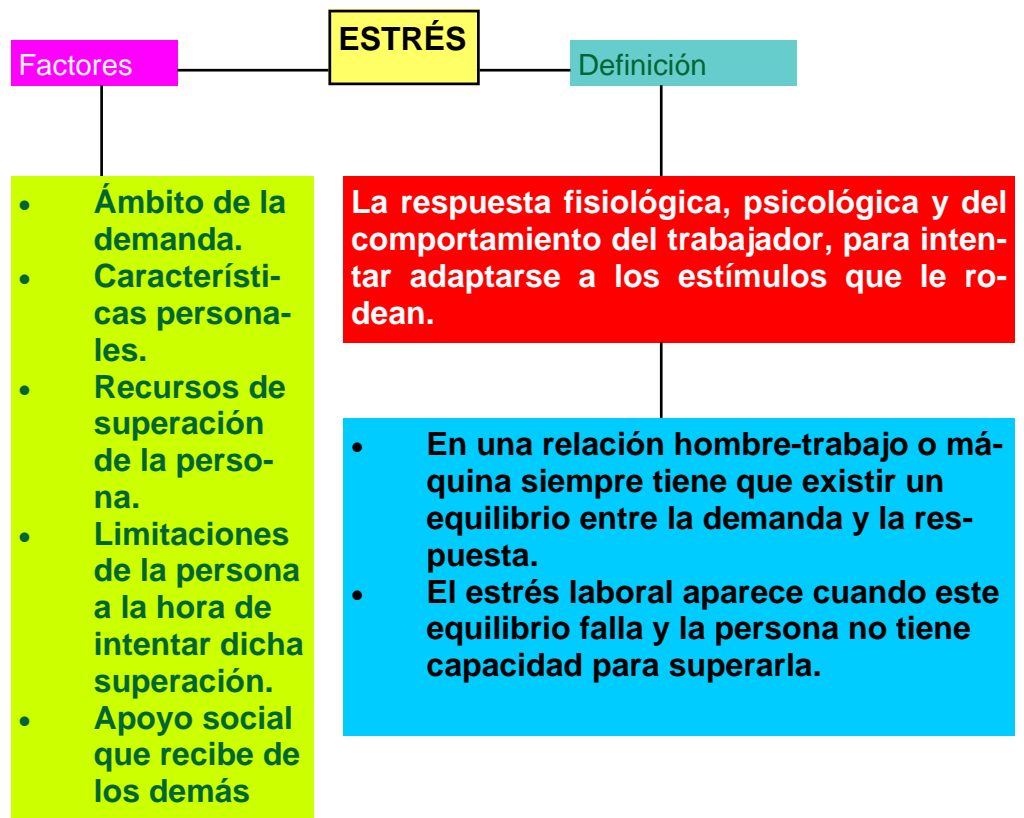 ESTRÉS
Factores
Definición
• Ámbito de la
demanda.
• Característi-
cas persona-
les.
• Recursos de
superación
de la perso-
na.
• Limitaciones
de la persona
a la hora de
intentar dicha
superación.
• Apoyo social
que recibe de
los demás
La respuesta fisiológica, psicológica y del
comportamiento del trabajador, para inten-
tar adaptarse a los estímulos que le ro-
dean.
• En una relación hombre-trabajo o má-
quina siempre tiene que existir un
equilibrio entre la demanda y la res-
puesta.
• El estrés laboral aparece cuando este
equilibrio falla y la persona no tiene
capacidad para superarla.